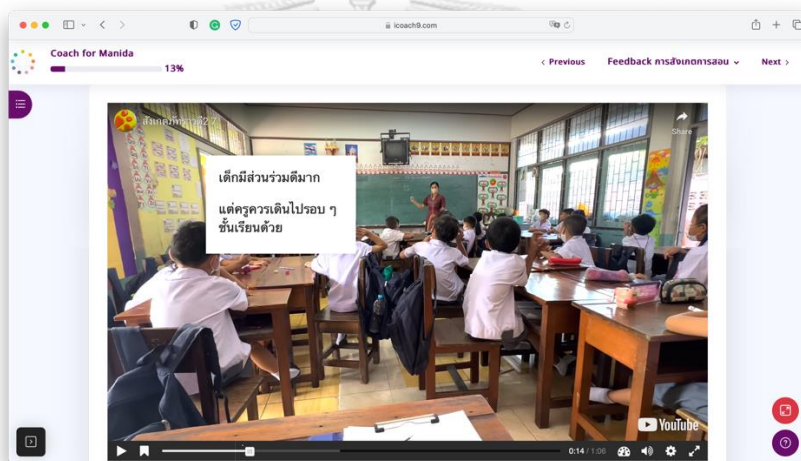 icoach9.com
Coach for Manida
13%
< Previous
Feedback การสังเกตการสอน
Next >
Share
เด็กมีส่วนร่วมดีมาก
แต่ครูควรเดินไปรอบ ๆ
ชั้นเรียนด้วย
YouTube
0:14 / 1:06